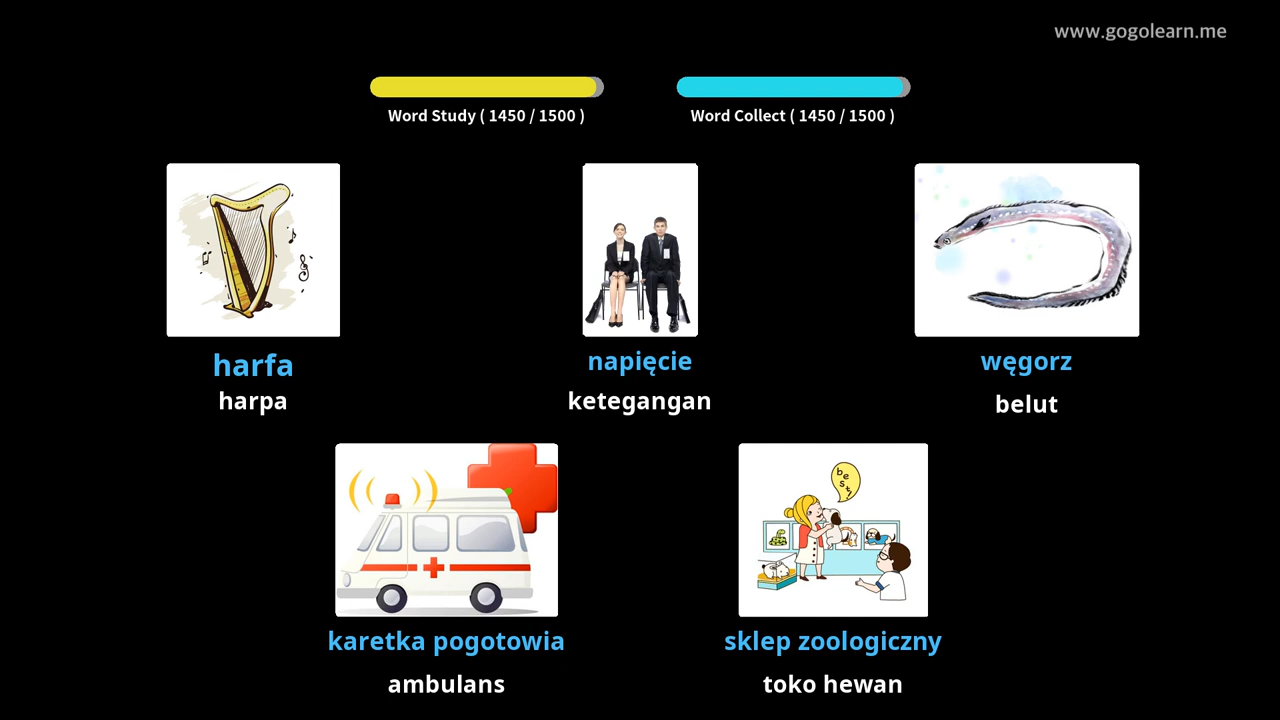 www.gogolearn.me
Word Study ( 1450 / 1500 )
Word Collect ( 1450 / 1500 )
harfa
harpa
napięcie
ketegangan
węgorz
belut
best!
karetka pogotowia
ambulans
sklep zoologiczny
toko hewan